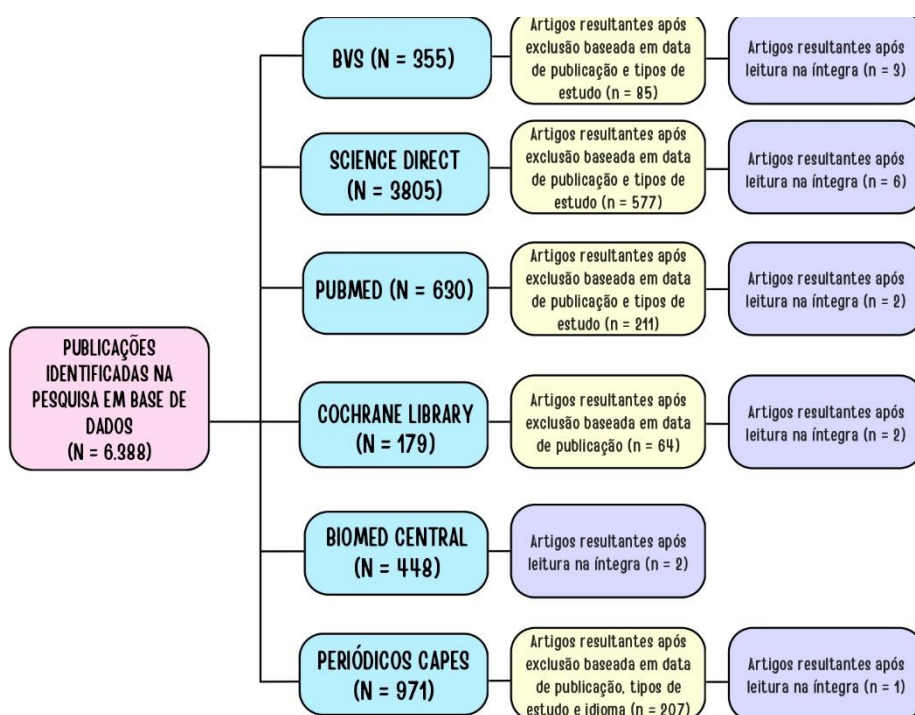 PUBLICAÇÕES
IDENTIFICADAS NA
PESQUISA EM BASE DE
DADOS
(N = 6.388)
BVS (N = 355)
Artigos resultantes após
exclusão baseada em data
de publicação e tipos de
estudo (n = 85)
Artigos resultantes após
leitura na íntegra (n = 3)
SCIENCE DIRECT
(N = 3805)
Artigos resultantes após
exclusão baseada em data
de publicação e tipos de
estudo (n = 577)
Artigos resultantes após
leitura na íntegra (n = 6)
PUBMED (N = 630)
Artigos resultantes após
exclusão baseada em data
de publicação e tipos de
estudo (n = 211)
Artigos resultantes após
leitura na íntegra (n = 2)
COCHRANE LIBRARY
(N = 179)
Artigos resultantes após
exclusão baseada em data
de publicação (n = 64)
Artigos resultantes após
leitura na íntegra (n = 2)
BIOMED CENTRAL
(N = 448)
Artigos resultantes após
leitura na íntegra (n = 2)
PERIÓDICOS CAPES
(N = 971)
Artigos resultantes após
exclusão baseada em data
de publicação, tipos de
estudo e idioma (n = 207)
Artigos resultantes após
leitura na íntegra (n = 1)